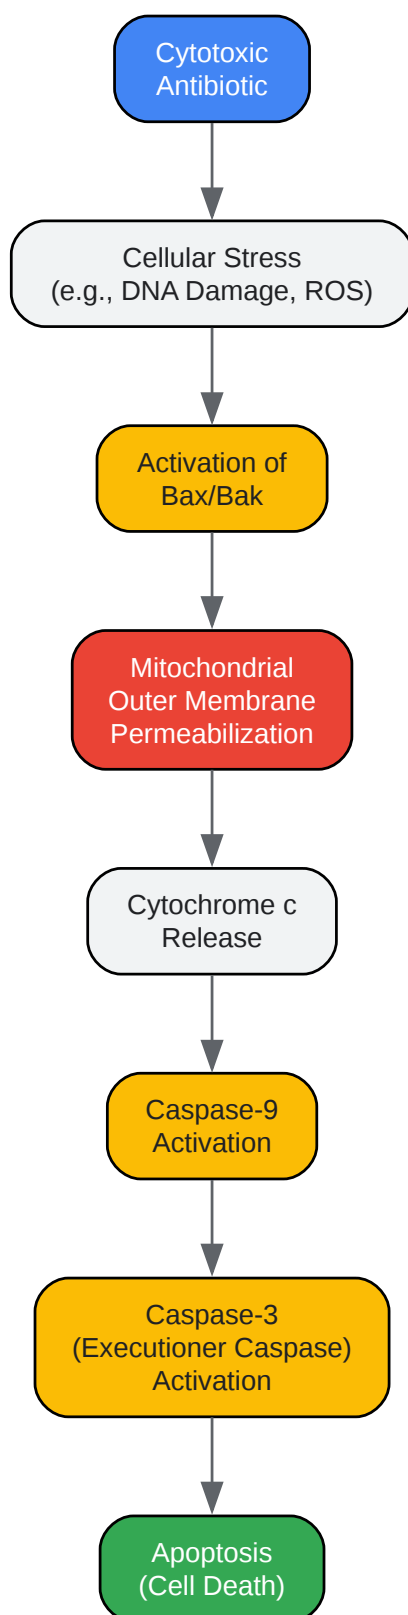 Cytotoxic
Antibiotic
Cellular Stress
(e.g., DNA Damage, ROS)
Activation of
Bax/Bak
Mitochondrial
Outer Membrane
Permeabilization
Cytochrome c
Release
Caspase-9
Activation
Caspase-3
(Executioner Caspase)
Activation
Apoptosis
(Cell Death)